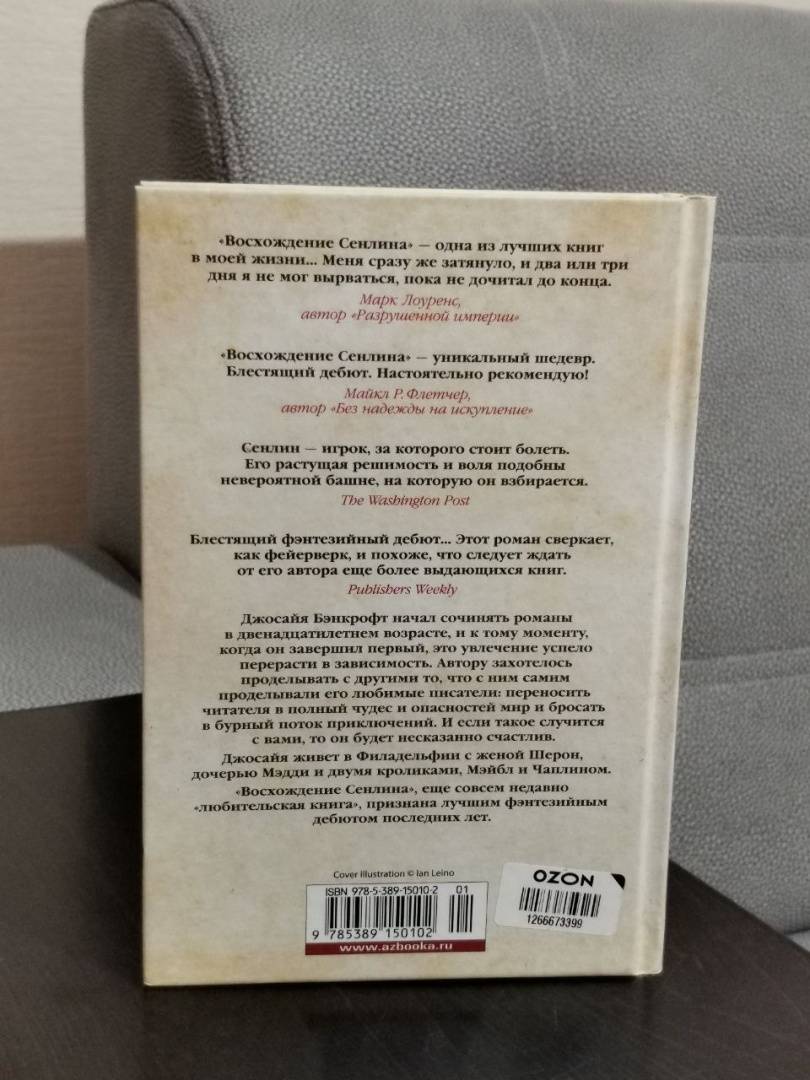 «Восхождение Сенлина» — одна из лучших книг
в моей жизни... Меня сразу же затянуло, и два или три
дня я не мог вырваться, пока не дочитал до конца.
Марк Лоуренс,
автор «Разрушенной империи»
«Восхождение Сенлина» — уникальный шедевр.
Блестящий дебют. Настоятельно рекомендую!
Майкл Р. Флетчер,
автор «Без надежды на искупление»
Сенлин — игрок, за которого стоит болеть.
Его растущая решимость и воля подобны
невероятной башне, на которую он взбирается.
The Washington Post
Блестящий фэнтезийный дебют... Этот роман сверкает,
как фейерверк, и похоже, что следует ждать
от его автора еще более выдающихся книг.
Publishers Weekly
Джосайя Бэнкрофт начал сочинять романы
в двенадцатилетнем возрасте, и к тому моменту,
когда он завершил первый, это увлечение успело
перерасти в зависимость. Автору захотелось
проделывать с другими то, что с ним самим
проделывали его любимые писатели: переносить
читателя в полный чудес и опасностей мир и бросать
в бурный поток приключений. И если такое случится
с вами, то он будет несказанно счастлив.
Джосайя живет в Филадельфии с женой Шерон,
дочерью Мэдди и двумя кроликами, Мэйбл и Чаплином.
«Восхождение Сенлина», еще совсем недавно
«любительская книга», признана лучшим фэнтезийным
дебютом последних лет.
Cover illustration © Ian Leino
ISBN 978-5-389-15010-2 01
9 785389 150102
www.azbooka.ru
OZON
1266673399